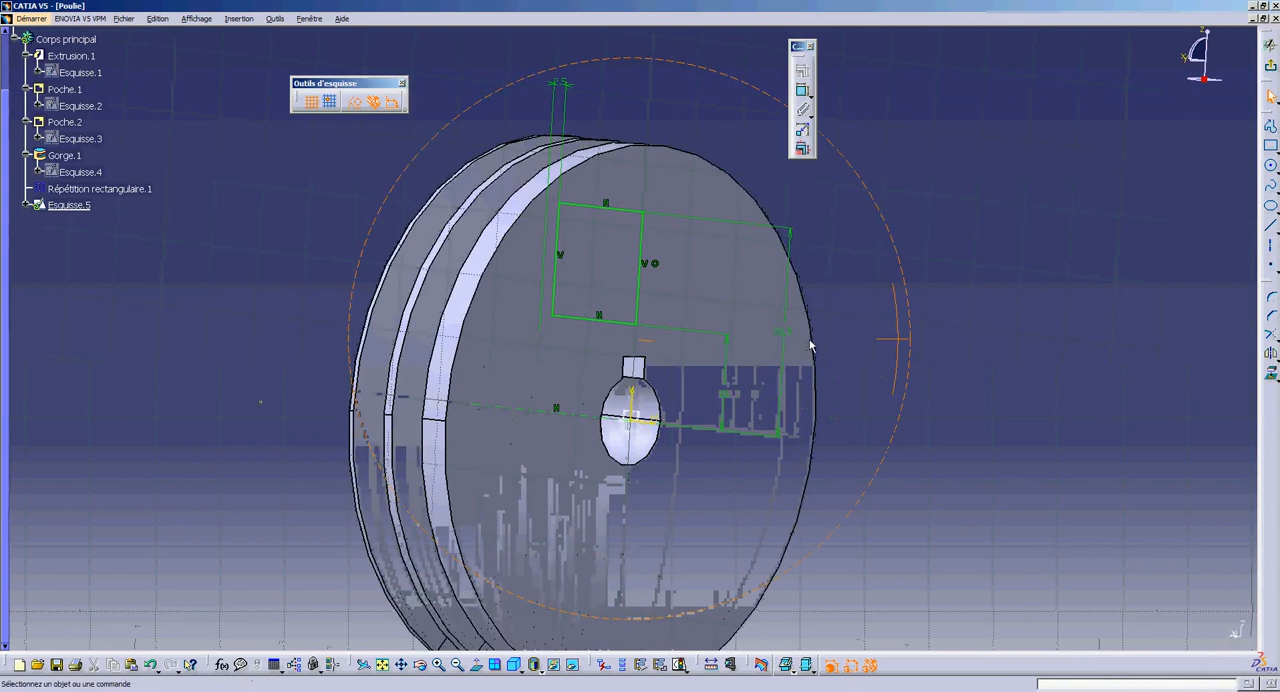 CATIA V5 - [Poulie]
Démarrer ENOVIA V5 VPM Fichier Edition Affichage Insertion Outils Fenêtre Aide
Corps principal
Extrusion.1
Esquisse.1
Poche.1
Esquisse.2
Poche.2
Esquisse.3
Gorge.1
Esquisse.4
Répétition rectangulaire.1
Esquisse.5
Outils d'esquisse
H
V
V
H
H
z
f(x)
CATIA
Sélectionnez un objet ou une commande